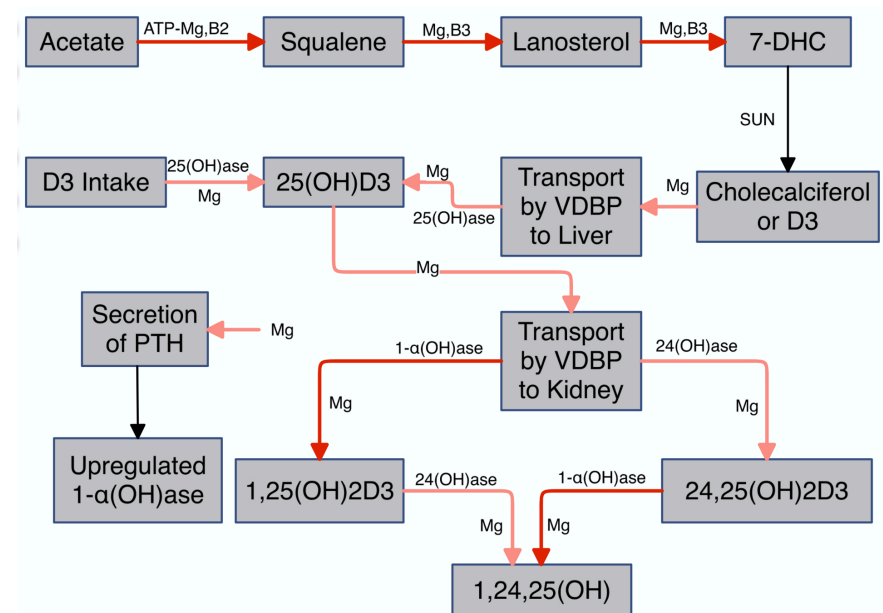 Acetate
ATP-Mg,B2
Squalene
Mg,B3
Lanosterol
Mg,B3
7-DHC
SUN
D3 Intake
25(OH)ase
Mg
25(OH)D3
Mg
25(OH)ase
Transport
by VDBP
to Liver
Mg
Cholecalciferol
or D3
Mg
Secretion
of PTH
Mg
Transport
by VDBP
to Kidney
1-α(OH)ase
Mg
24(OH)ase
Mg
Upregulated
1-α(OH)ase
1,25(OH)2D3
24(OH)ase
Mg
1-α(OH)ase
Mg
24,25(OH)2D3
1,24,25(OH)